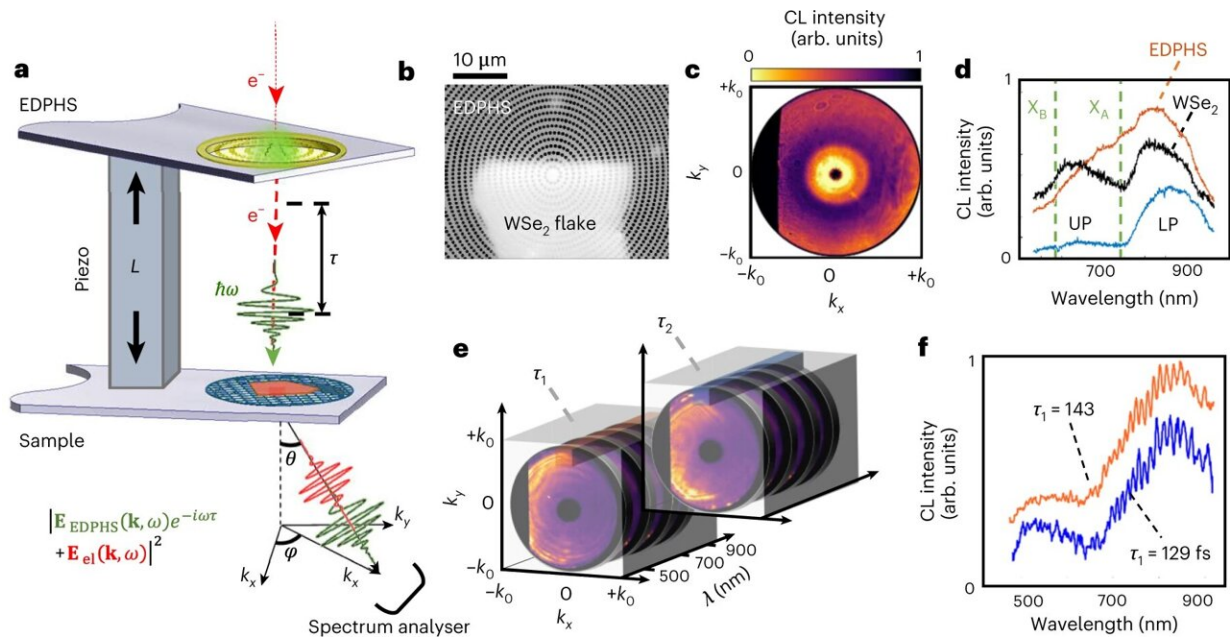 a
e⁻
EDPHS
e⁻
Piezo
L
τ
ħω
Sample
θ
φ
k_y
k_x
k_x
|E_EDPHS(k, ω)e^{-iωτ}
+E_el(k, ω)|²
Spectrum analyser
b
10 μm
EDPHS
WSe₂ flake
CL intensity
(arb. units)
0 1
c
+k₀
k_y
0
−k₀
−k₀ 0 +k₀
k_x
d
EDPHS
WSe₂
X_B X_A
1
CL intensity
(arb. units)
UP LP
0
700 900
Wavelength (nm)
e
τ₁
τ₂
+k₀
k_y
0
−k₀
−k₀ 0 +k₀
k_x
500 700 900
λ (nm)
f
1
CL intensity
(arb. units)
τ₁ = 143
τ₁ = 129 fs
0
500 700 900
Wavelength (nm)